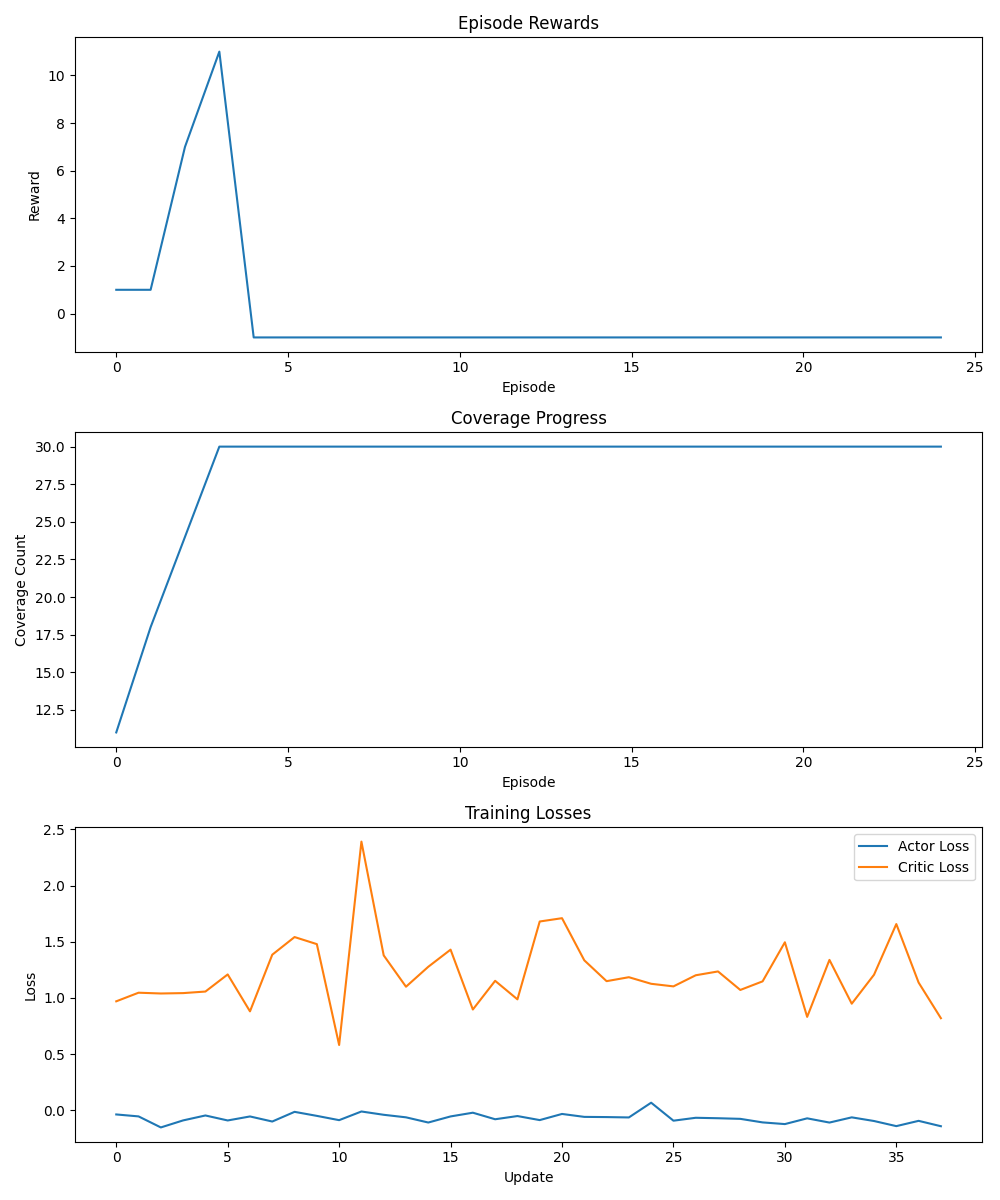 Episode Rewards
10
8
6
4
2
0
Reward
0 5 10 15 20 25
Episode
Coverage Progress
30.0
27.5
25.0
22.5
20.0
17.5
15.0
12.5
Coverage Count
0 5 10 15 20 25
Episode
Training Losses
2.5
2.0
1.5
1.0
0.5
0.0
Loss
Actor Loss
Critic Loss
0 5 10 15 20 25 30 35
Update